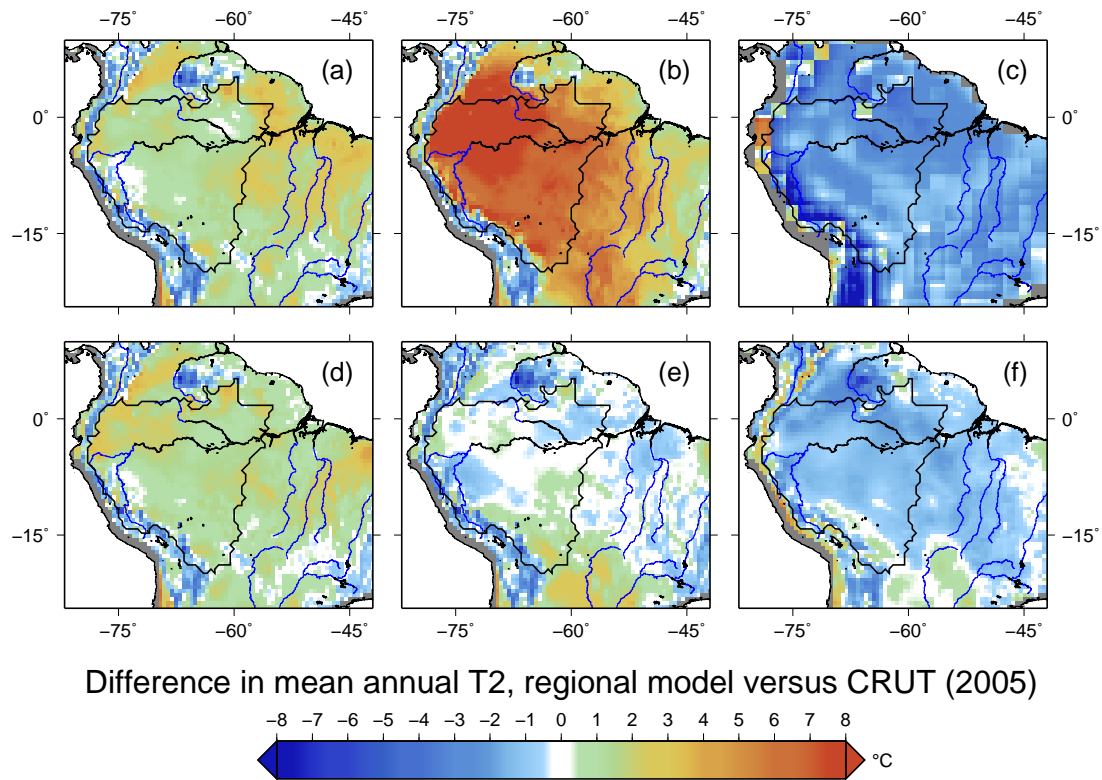 −75˚ −60˚ −45˚ −75˚ −60˚ −45˚ −75˚ −60˚ −45˚
(a) (b) (c)
0˚ 0˚
−15˚ −15˚
(d) (e) (f)
0˚ 0˚
−15˚ −15˚
−75˚ −60˚ −45˚ −75˚ −60˚ −45˚ −75˚ −60˚ −45˚
Difference in mean annual T2, regional model versus CRUT (2005)
−8 −7 −6 −5 −4 −3 −2 −1 0 1 2 3 4 5 6 7 8
°C